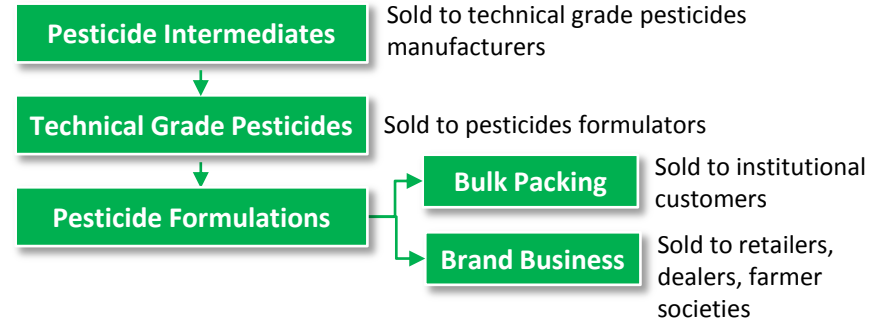 Pesticide Intermediates
Sold to technical grade pesticides
manufacturers
Technical Grade Pesticides
Sold to pesticides formulators
Pesticide Formulations
Bulk Packing
Sold to institutional
customers
Brand Business
Sold to retailers,
dealers, farmer
societies